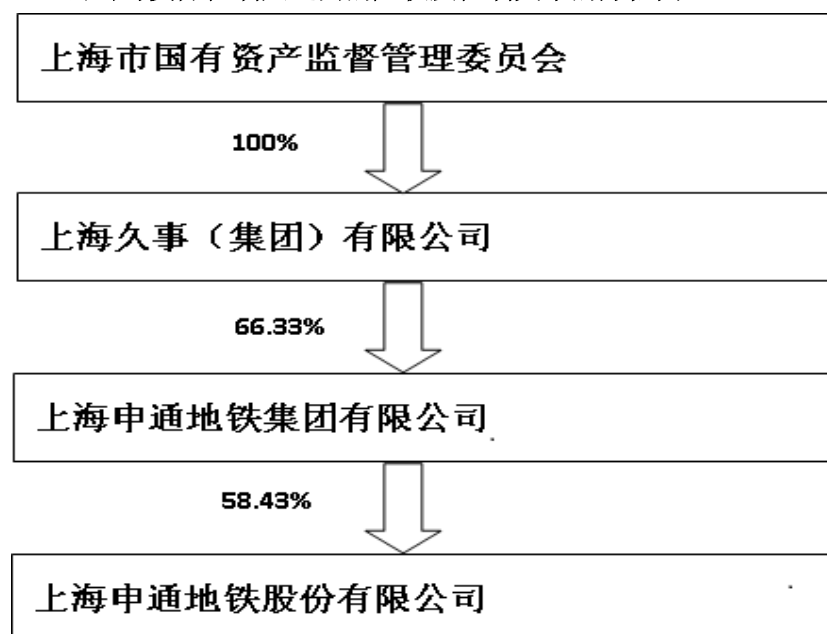 上海市国有资产监督管理委员会
100%
上海久事（集团）有限公司
66.33%
上海申通地铁集团有限公司
58.43%
上海申通地铁股份有限公司